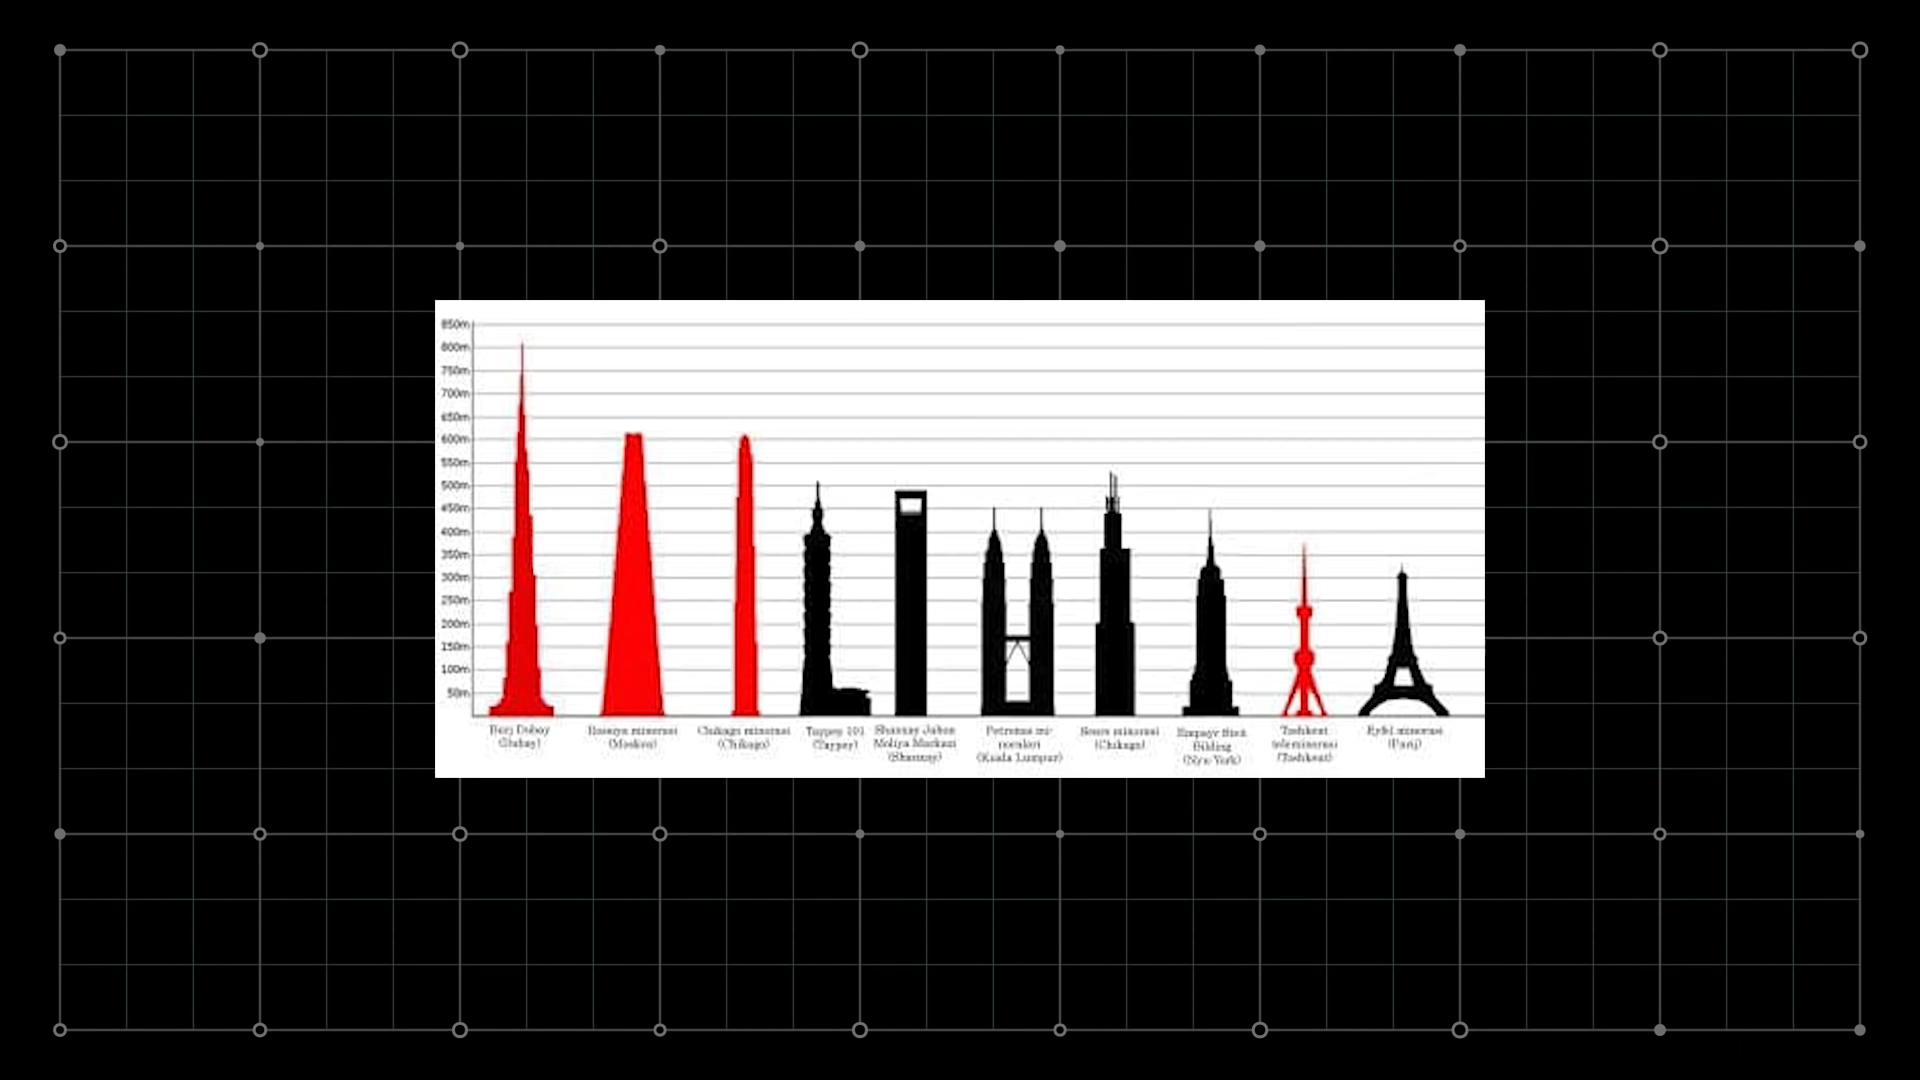 850m
800m
750m
700m
650m
600m
550m
500m
450m
400m
350m
300m
250m
200m
150m
100m
50m
Burj Dubay
(Dubay)
Rossiya minorasi
(Moskva)
Chikago minorasi
(Chikago)
Taypey 101
(Taypey)
Shanxay Jahon
Moliya Markazi
(Shanxay)
Petronas mi-
noralari
(Kuala Lumpur)
Sears minorasi
(Chikago)
Empayr Steit
Bilding
(Nyu York)
Toshkent
teleminorasi
(Toshkent)
Eyfel minorasi
(Parij)